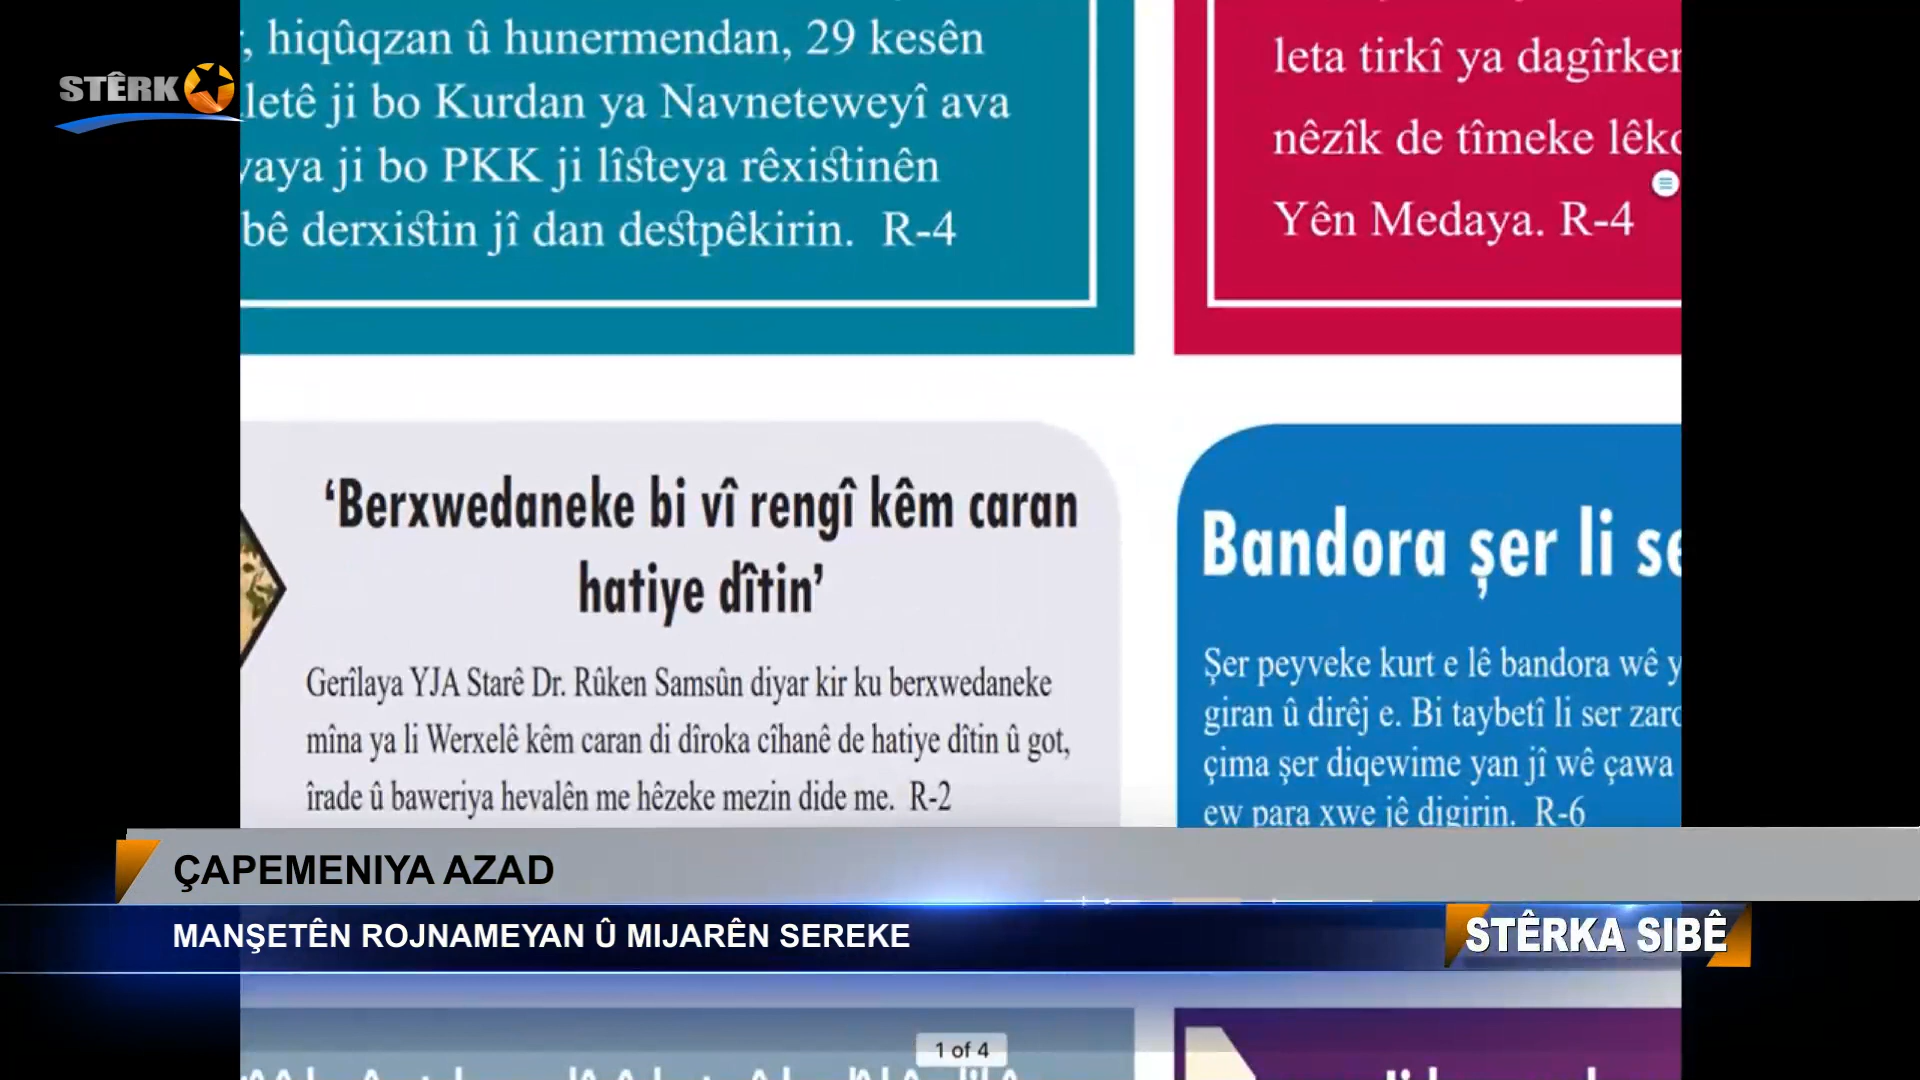 STÊRK
, hiqûqzan û hunermendan, 29 kesên
letê ji bo Kurdan ya Navneteweyî ava
ji bo PKK ji lîsteya rêxistinên
bê derxistin jî dan destpêkirin. R-4
leta tirkî ya dagîrker
nêzîk de tîmeke
Yên Medaya. R-4
‘Berxwedaneke bi vî rengî kêm caran
hatiye dîtin’
Gerîlaya YJA Starê Dr. Rûken Samsûn diyar kir ku berxwedaneke
mîna ya li Werxelê kêm caran di dîroka cîhanê de hatiye dîtin û got,
îrade û baweriya hevalên me hêzeke mezin dide me. R-2
Bandora şer li
Şer peyveke kurt e lê bandora wê
giran û dirêj e. Bi taybetî li ser
çima şer diqewime yan jî wê çawa
ew para xwe jê digirin. R-6
ÇAPEMENIYA AZAD
MANŞETÊN ROJNAMEYAN Û MIJARÊN SEREKE
STÊRKA SIBÊ
1 of 4